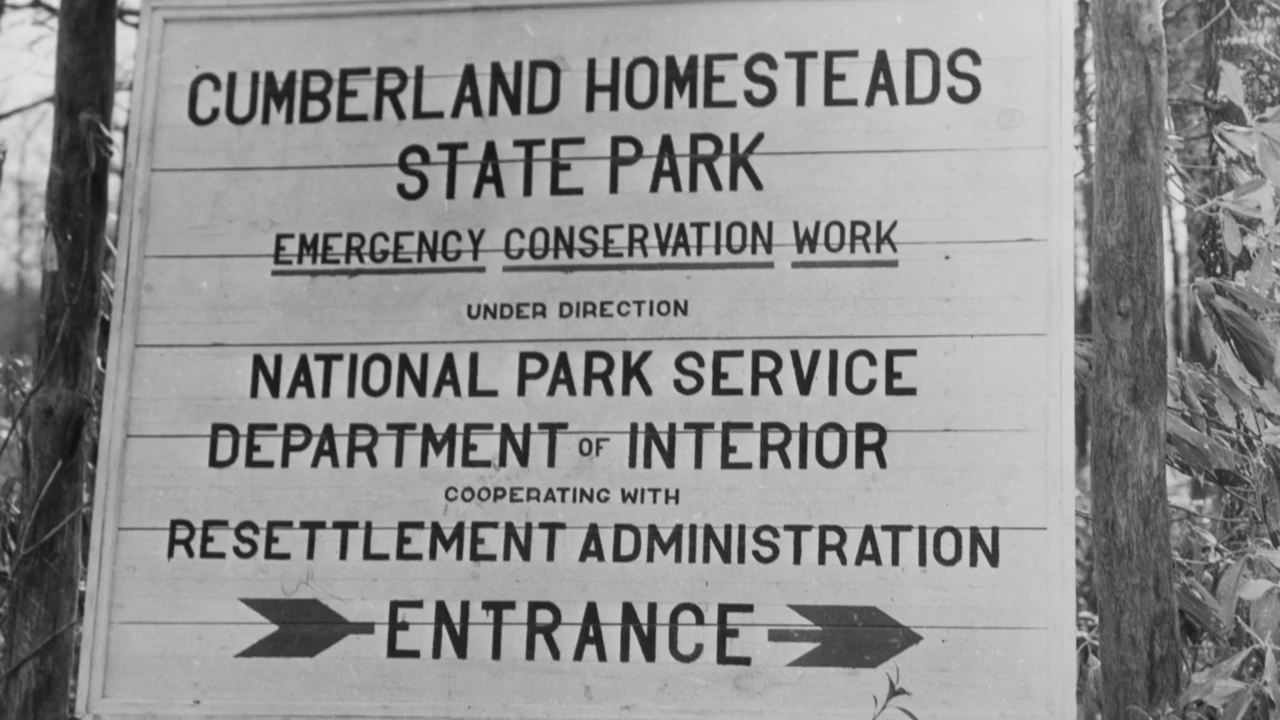 CUMBERLAND HOMESTEADS
STATE PARK
EMERGENCY CONSERVATION WORK
UNDER DIRECTION
NATIONAL PARK SERVICE
DEPARTMENT OF INTERIOR
COOPERATING WITH
RESETTLEMENT ADMINISTRATION
ENTRANCE